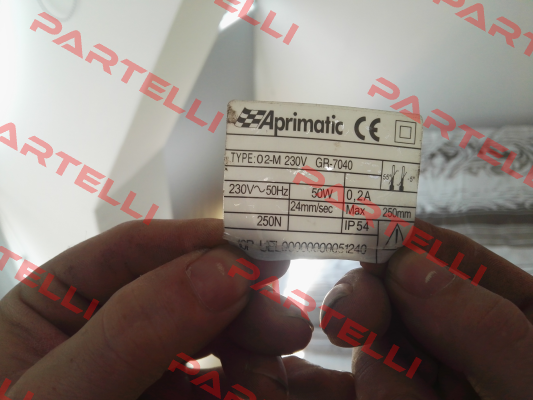 Aprimatic CE
TYPE: O2-M 230V GR-7040
230V~50Hz 50W 0,2A
24mm/sec Max 250mm
250N IP54
PARTELLI
PARTELLI
PARTELLI
PARTELLI
PARTELLI
PARTELLI
PARTELLI